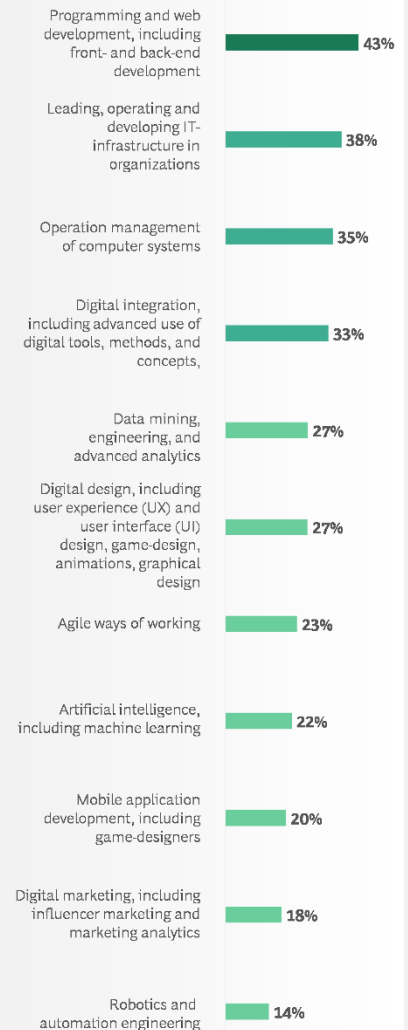 Programming and web
development, including
front- and back-end
development
43%
Leading, operating and
developing IT-
infrastructure in
organizations
38%
Operation management
of computer systems
35%
Digital integration,
including advanced use of
digital tools, methods, and
concepts,
33%
Data mining,
engineering, and
advanced analytics
27%
Digital design, including
user experience (UX) and
user interface (UI)
design, game-design,
animations, graphical
design
27%
Agile ways of working
23%
Artificial intelligence,
including machine learning
22%
Mobile application
development, including
game-designers
20%
Digital marketing, including
influencer marketing and
marketing analytics
18%
Robotics and
automation engineering
14%